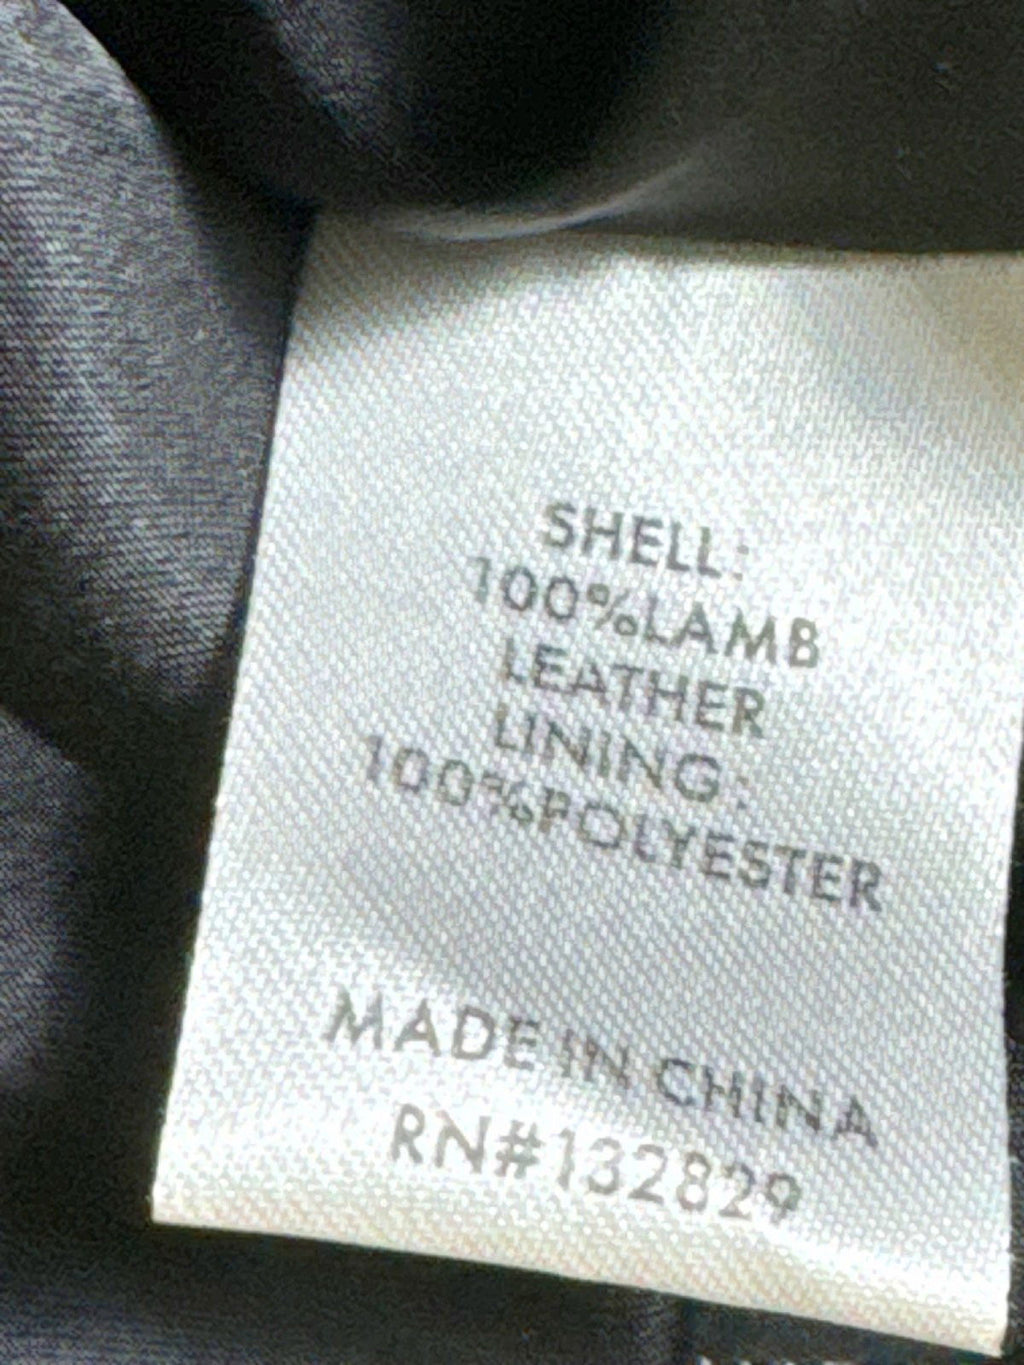 SHELL:
100%LAMB
LEATHER
LINING:
100%POLYESTER
MADE IN CHINA
RN#132829